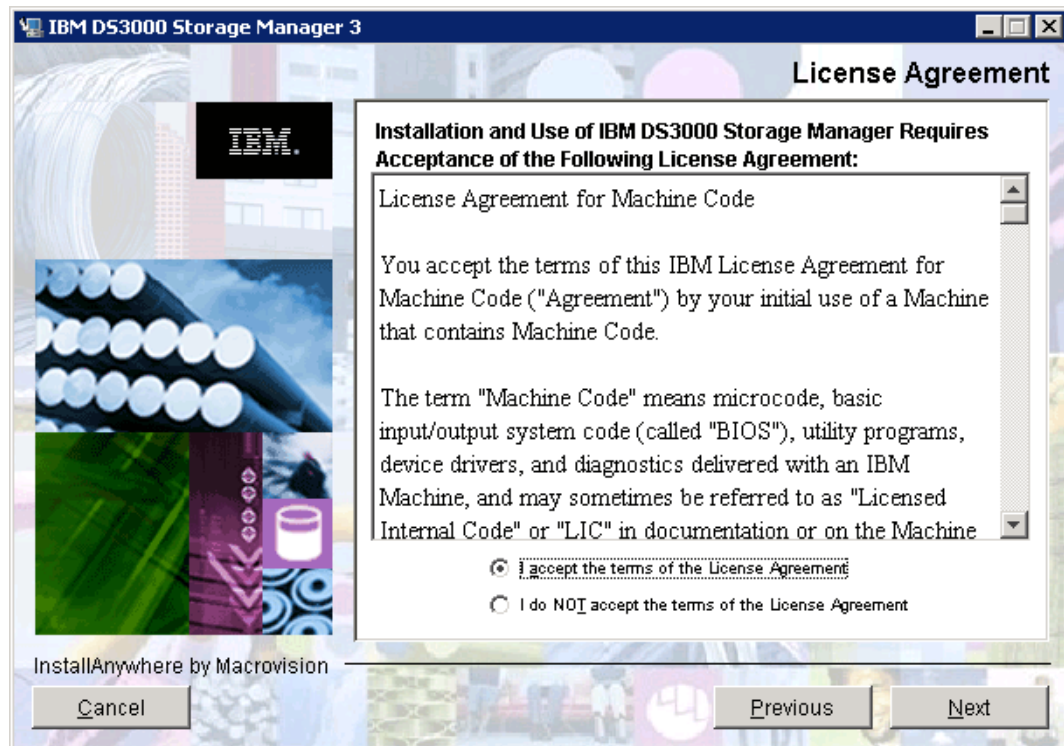 IBM DS3000 Storage Manager 3
License Agreement
IBM.
Installation and Use of IBM DS3000 Storage Manager Requires
Acceptance of the Following License Agreement:
License Agreement for Machine Code
You accept the terms of this IBM License Agreement for
Machine Code ("Agreement") by your initial use of a Machine
that contains Machine Code.
The term "Machine Code" means microcode, basic
input/output system code (called "BIOS"), utility programs,
device drivers, and diagnostics delivered with an IBM
Machine, and may sometimes be referred to as "Licensed
Internal Code" or "LIC" in documentation or on the Machine
I accept the terms of the License Agreement
I do NOT accept the terms of the License Agreement
InstallAnywhere by Macrovision
Cancel
Previous
Next